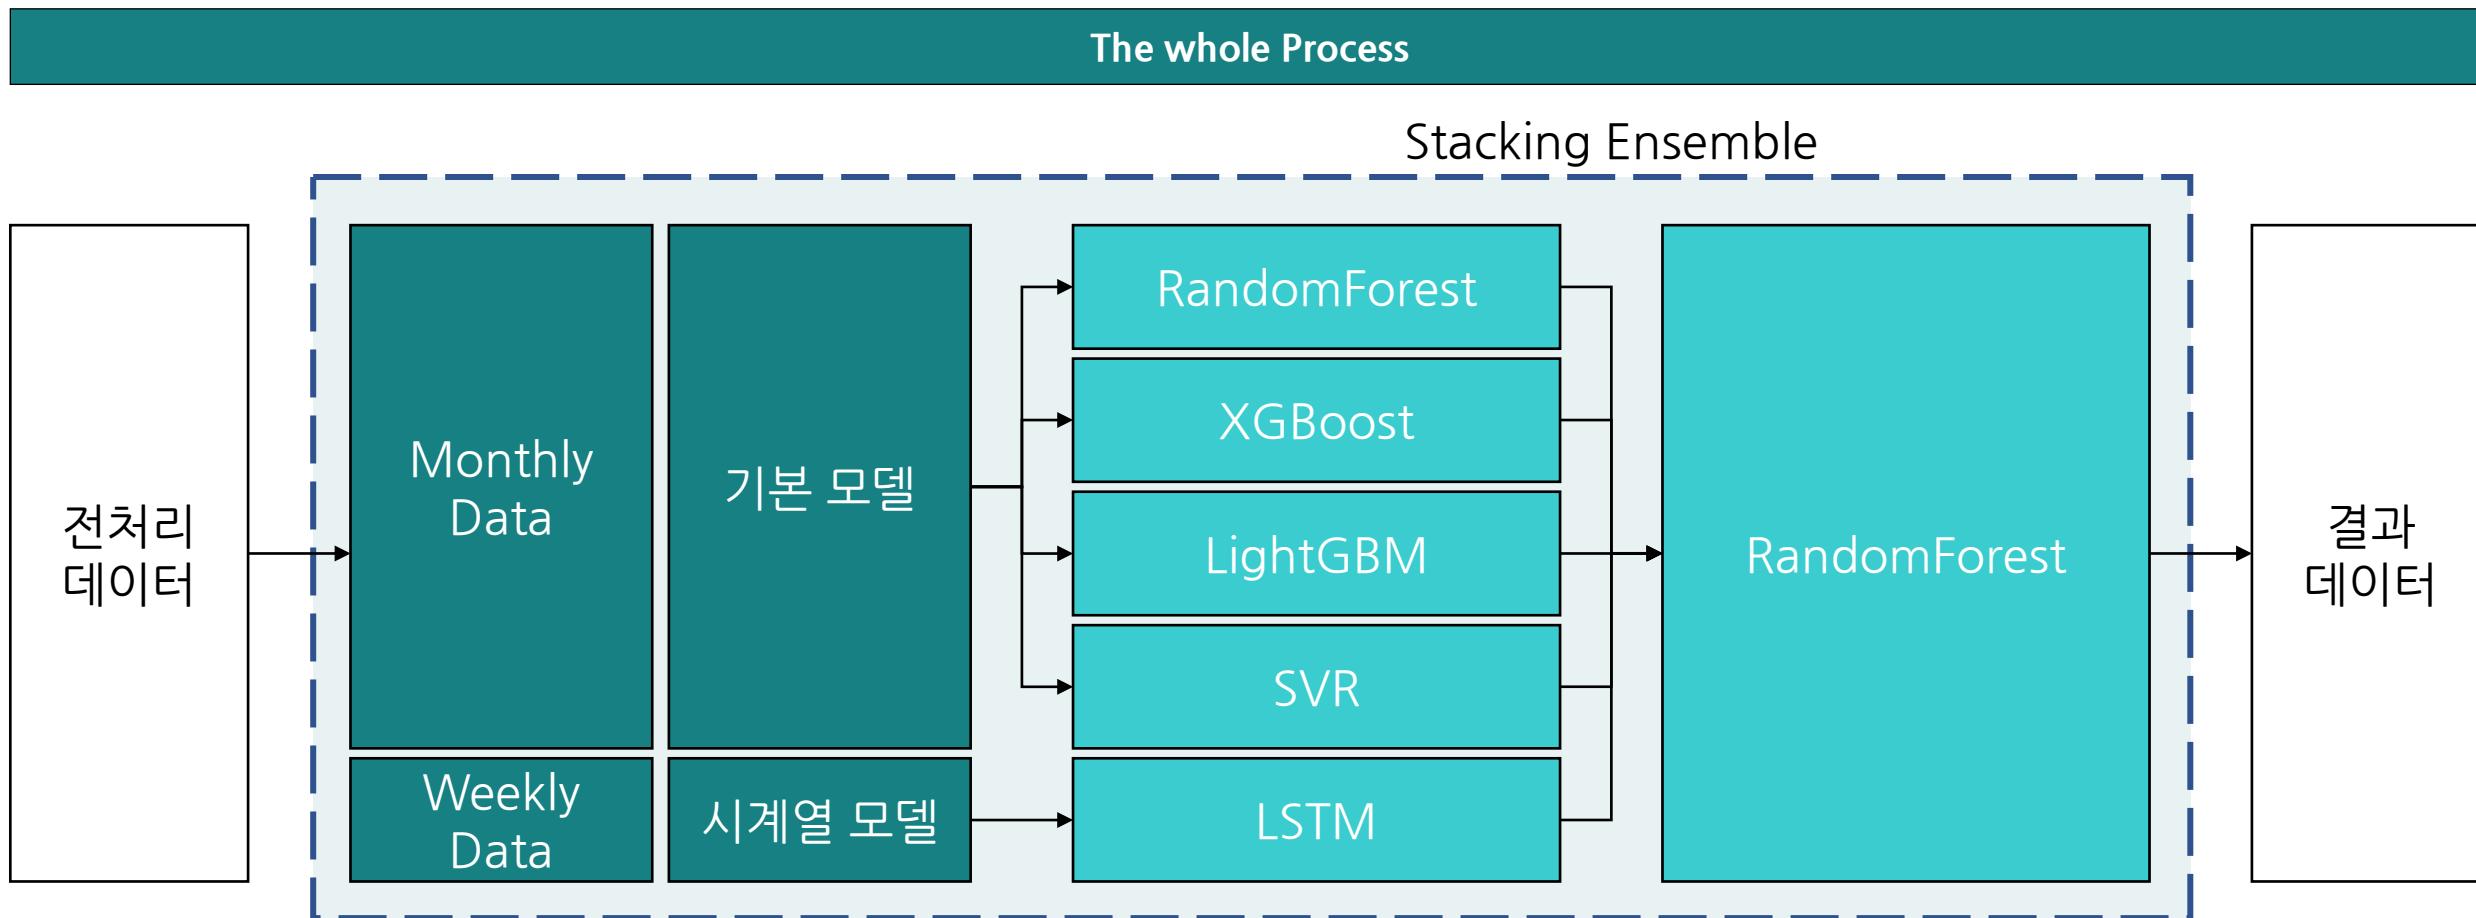 The whole Process
Stacking Ensemble
전처리
데이터
Monthly
Data
기본 모델
RandomForest
XGBoost
LightGBM
SVR
Weekly
Data
시계열 모델
LSTM
RandomForest
결과
데이터